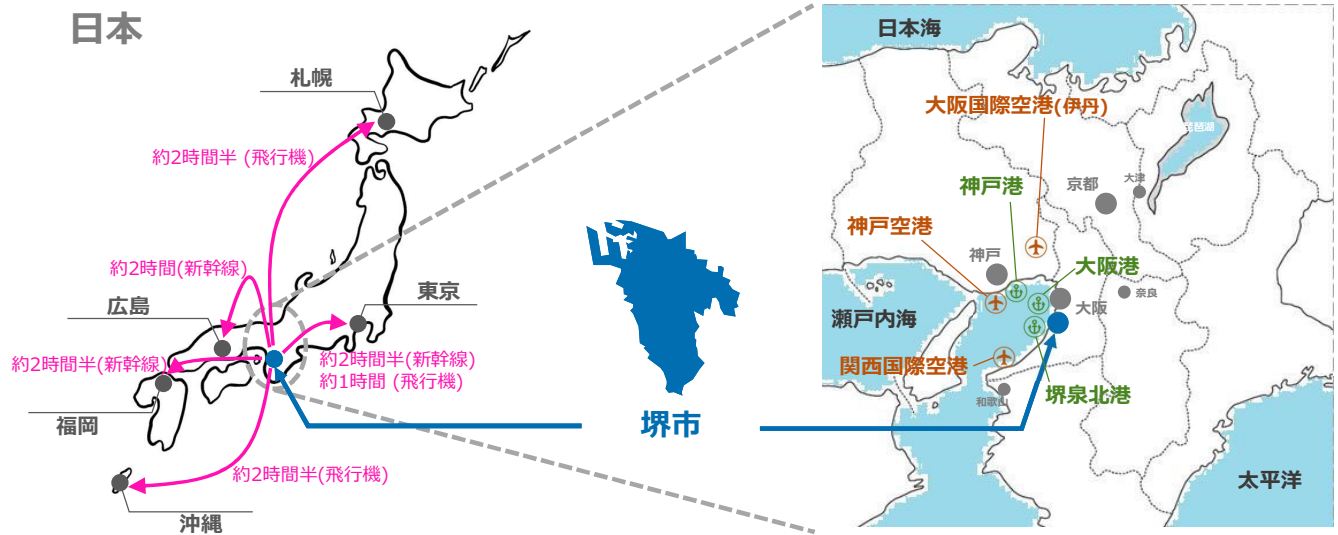 日本
札幌
約2時間半 (飛行機)
約2時間(新幹線)
広島
東京
約2時間半(新幹線)
約2時間半(新幹線)
約1時間 (飛行機)
福岡
約2時間半(飛行機)
沖縄
堺市
日本海
大阪国際空港(伊丹)
琵琶湖
神戸港
京都
大津
神戸空港
神戸
大阪港
奈良
大阪
瀬戸内海
関西国際空港
和歌山
堺泉北港
太平洋